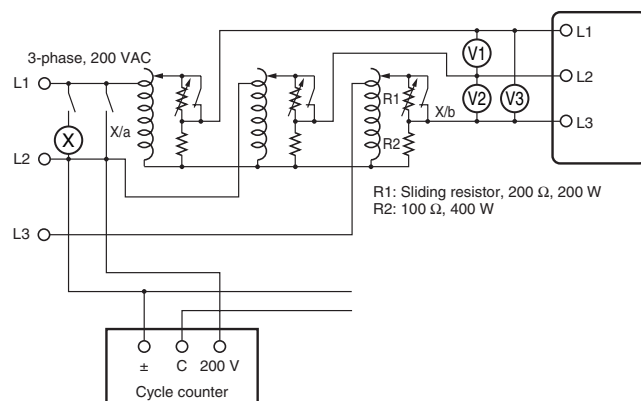 3-phase, 200 VAC
L1
L1
V1
L2
R1
X/b
V2
V3
X
X/a
L3
R2
L2
R1: Sliding resistor, 200 Ω, 200 W
R2: 100 Ω, 400 W
L3
± C 200 V
Cycle counter